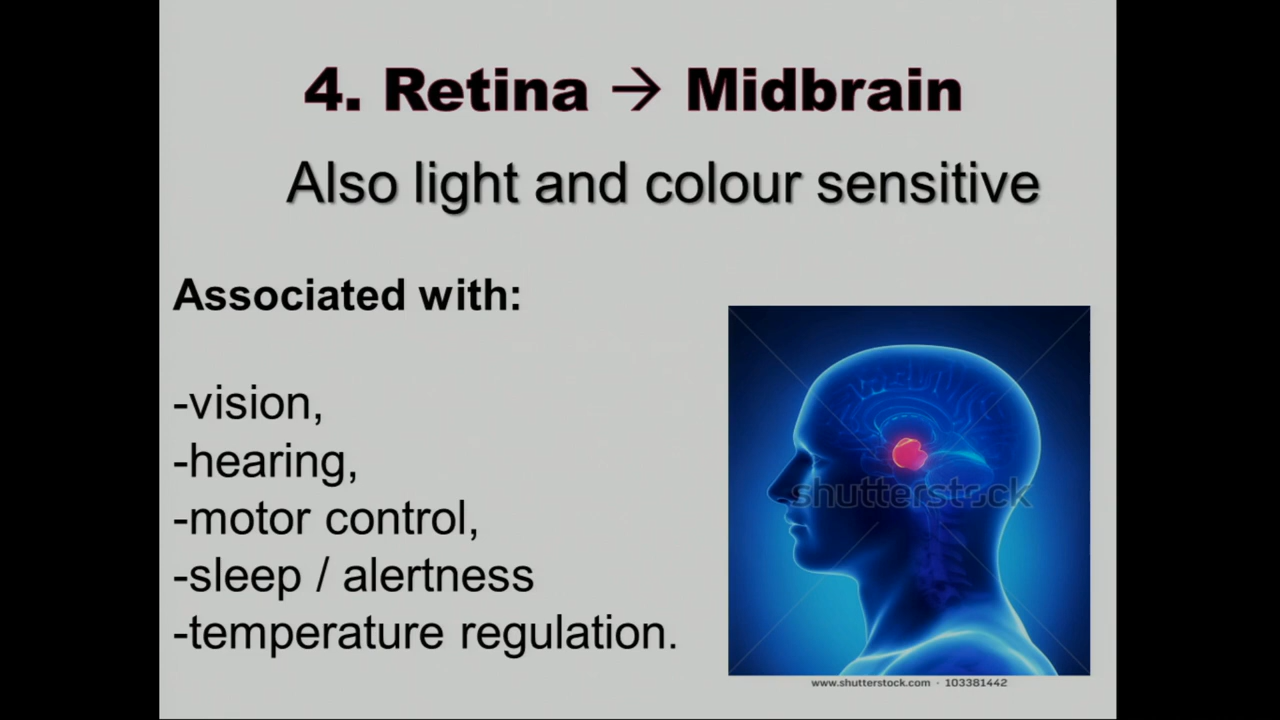 4. Retina → Midbrain
Also light and colour sensitive
Associated with:
-vision,
-hearing,
-motor control,
-sleep / alertness
-temperature regulation.
shutterstock
www.shutterstock.com · 103381442